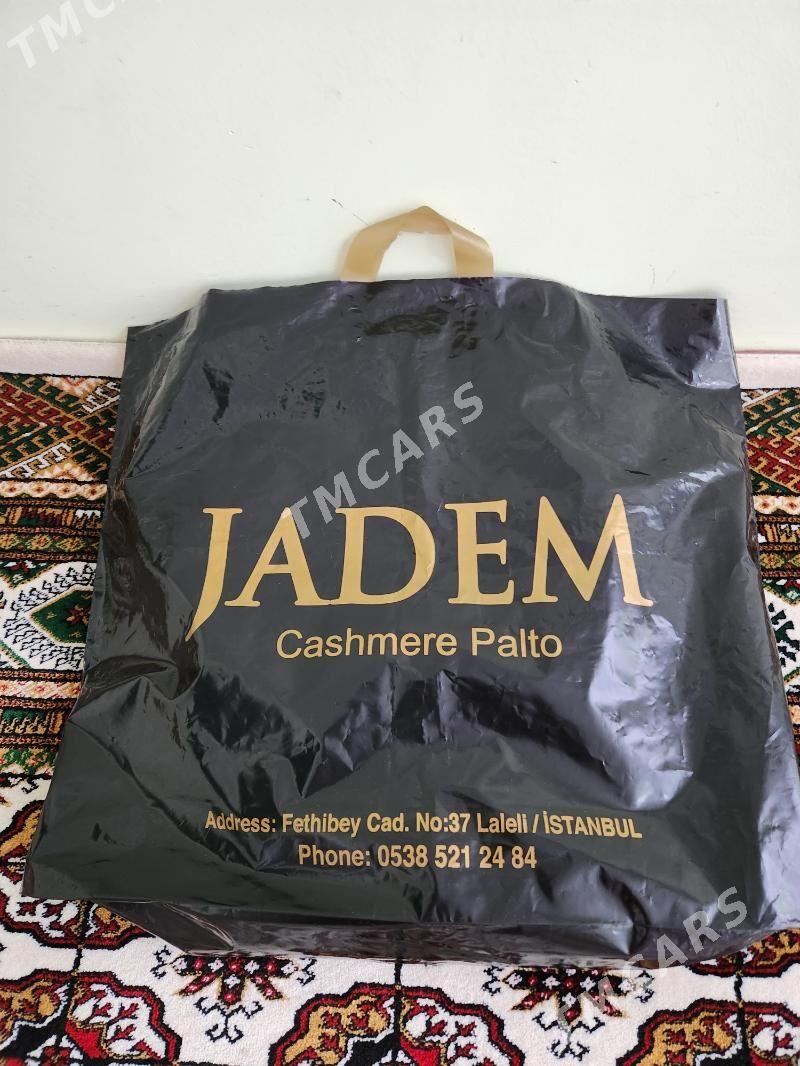 TMCARS
TMCARS
JADEM
Cashmere Palto
Address: Fethibey Cad. No:37 Laleli / İSTANBUL
Phone: 0538 521 24 84
TMCARS